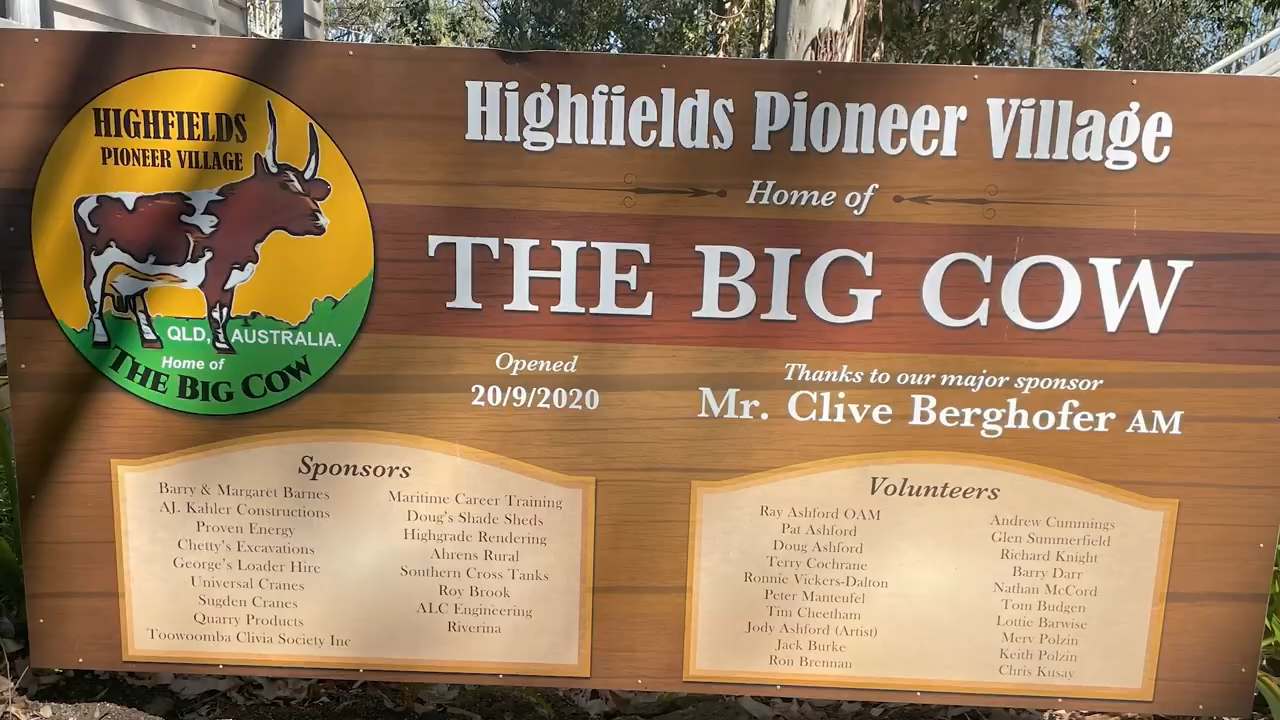 HIGHFIELDS
PIONEER VILLAGE
QLD, AUSTRALIA.
Home of
THE BIG COW
Highfields Pioneer Village
Home of
THE BIG COW
Opened
20/9/2020
Thanks to our major sponsor
Mr. Clive Berghofer AM
Sponsors
Barry & Margaret Barnes
AJ. Kahler Constructions
Proven Energy
Chetty's Excavations
George's Loader Hire
Universal Cranes
Sugden Cranes
Quarry Products
Toowoomba Clivia Society Inc
Maritime Career Training
Doug's Shade Sheds
Highgrade Rendering
Ahrens Rural
Southern Cross Tanks
Roy Brook
ALC Engineering
Riverina
Volunteers
Ray Ashford OAM
Pat Ashford
Doug Ashford
Terry Cochrane
Ronnie Vickers-Dalton
Peter Manteufel
Tim Cheetham
Jody Ashford (Artist)
Jack Burke
Ron Brennan
Andrew Cummings
Glen Summerfield
Richard Knight
Barry Darr
Nathan McCord
Tom Budgen
Lottie Barwise
Merv Polzin
Keith Polzin
Chris Kusay